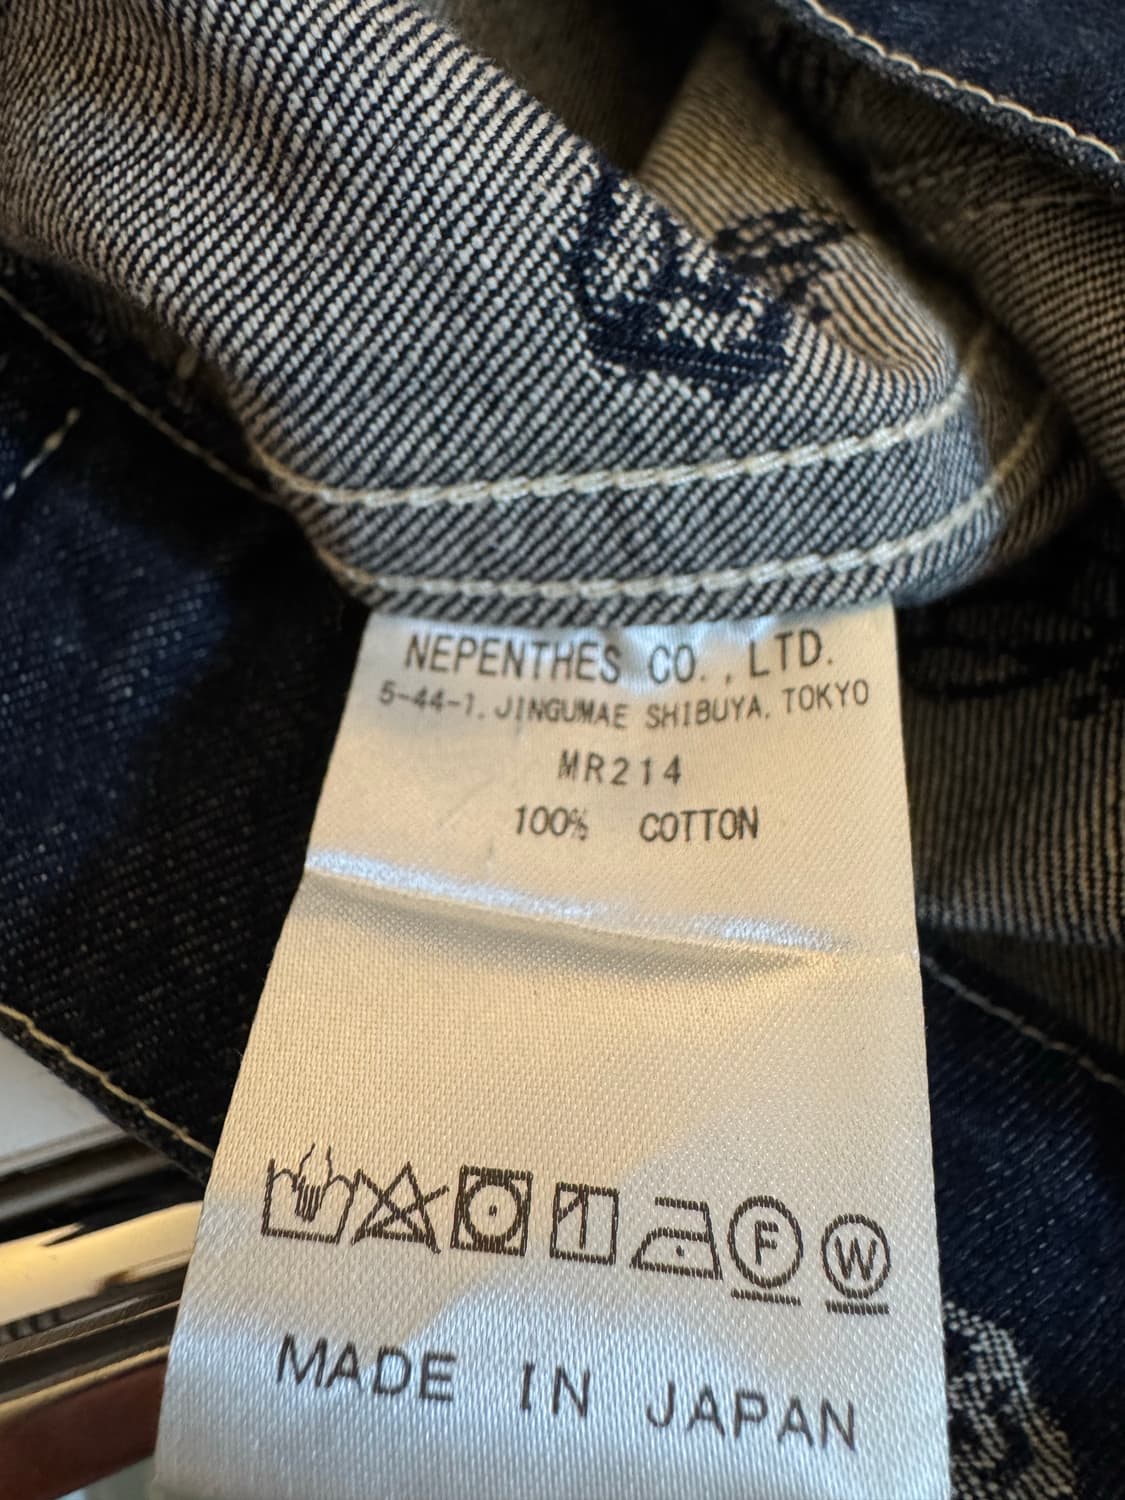 NEPENTHES CO.,LTD.
5-44-1, JINGUMAE SHIBUYA, TOKYO
MR214
100% COTTON
F W
MADE IN JAPAN